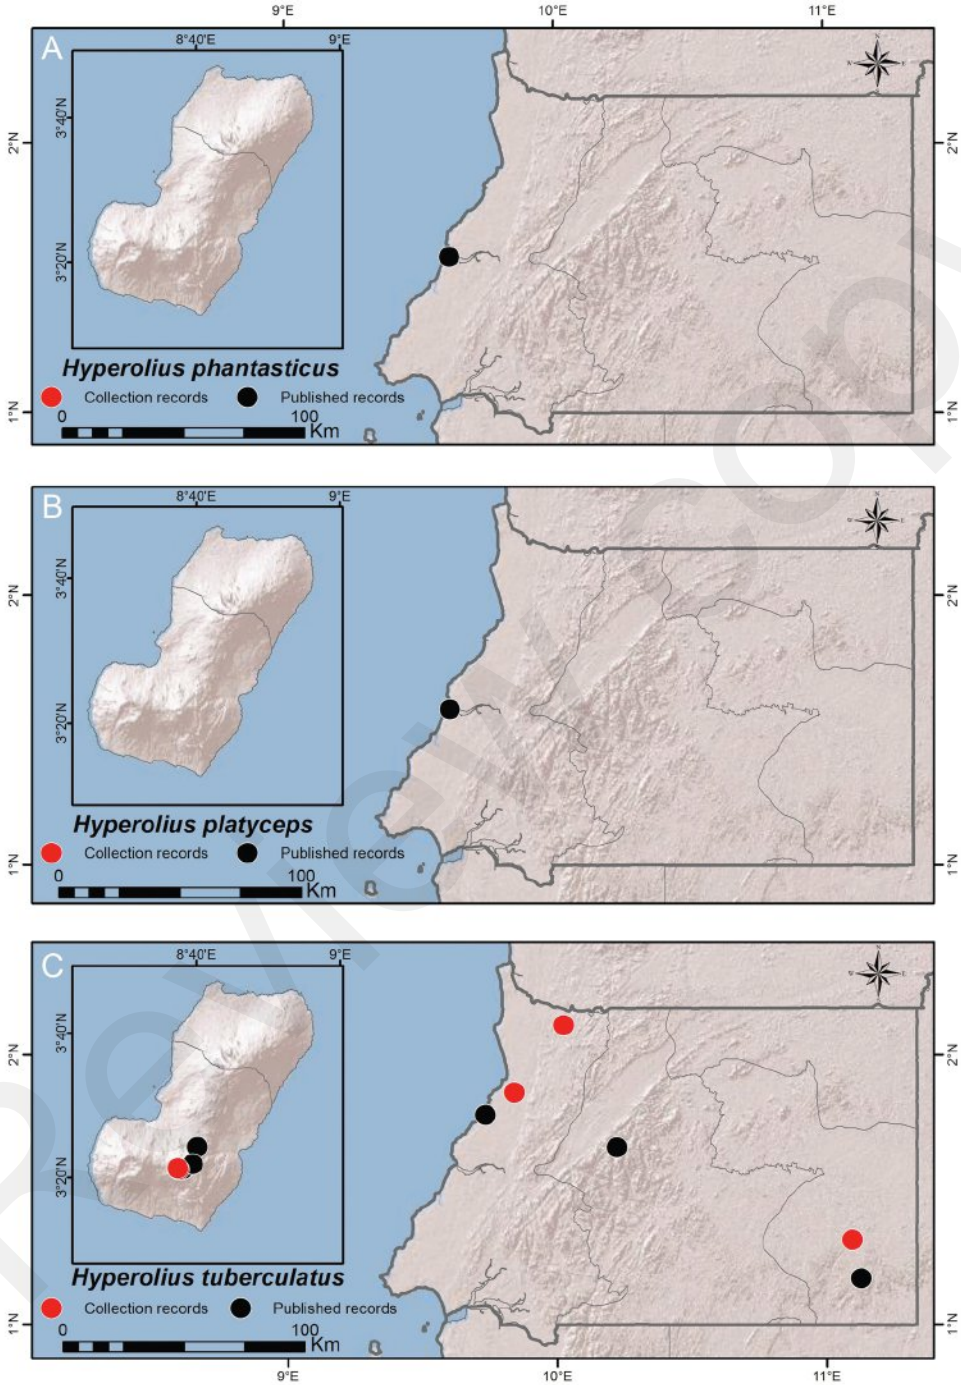 9°E 10°E 11°E
A
8°40'E 9°E
3°40'N
3°20'N
2°N 2°N
1°N 1°N
N
W E
S
Hyperolius phantasticus
Collection records Published records
0 100
Km
B
8°40'E 9°E
3°40'N
3°20'N
2°N 2°N
1°N 1°N
N
W E
S
Hyperolius platyceps
Collection records Published records
0 100
Km
C
8°40'E 9°E
3°40'N
3°20'N
2°N 2°N
1°N 1°N
N
W E
S
Hyperolius tuberculatus
Collection records Published records
0 100
Km
9°E 10°E 11°E
Review copy